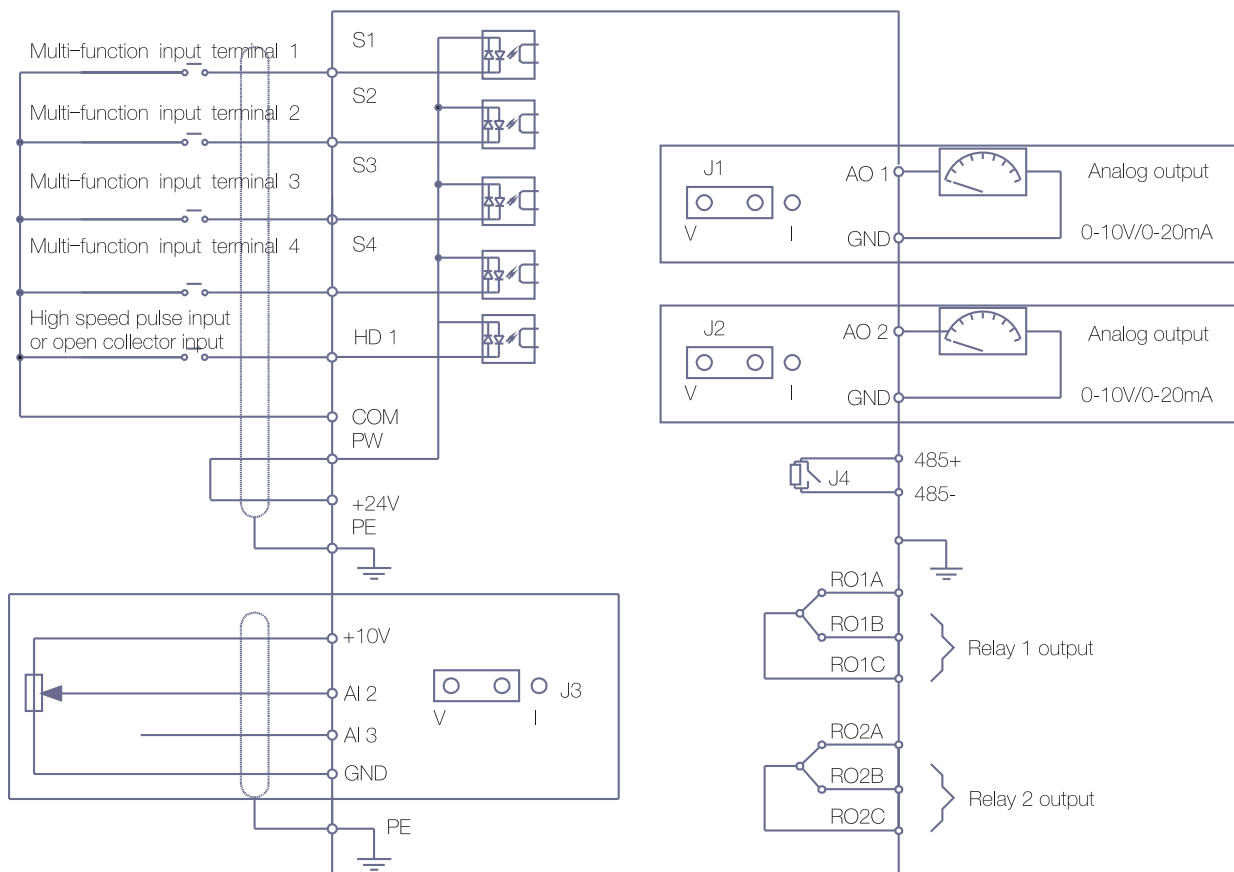 Multi-function input terminal 1
S1
Multi-function input terminal 2
S2
Multi-function input terminal 3
S3
Multi-function input terminal 4
S4
High speed pulse input
or open collector input
HD 1
COM
PW
+24V
PE
+10V
AI 2
AI 3
GND
V
I
J3
PE
J1
V
I
AO 1
GND
Analog output
0-10V/0-20mA
J2
V
I
AO 2
GND
Analog output
0-10V/0-20mA
J4
485+
485-
RO1A
RO1B
RO1C
Relay 1 output
RO2A
RO2B
RO2C
Relay 2 output